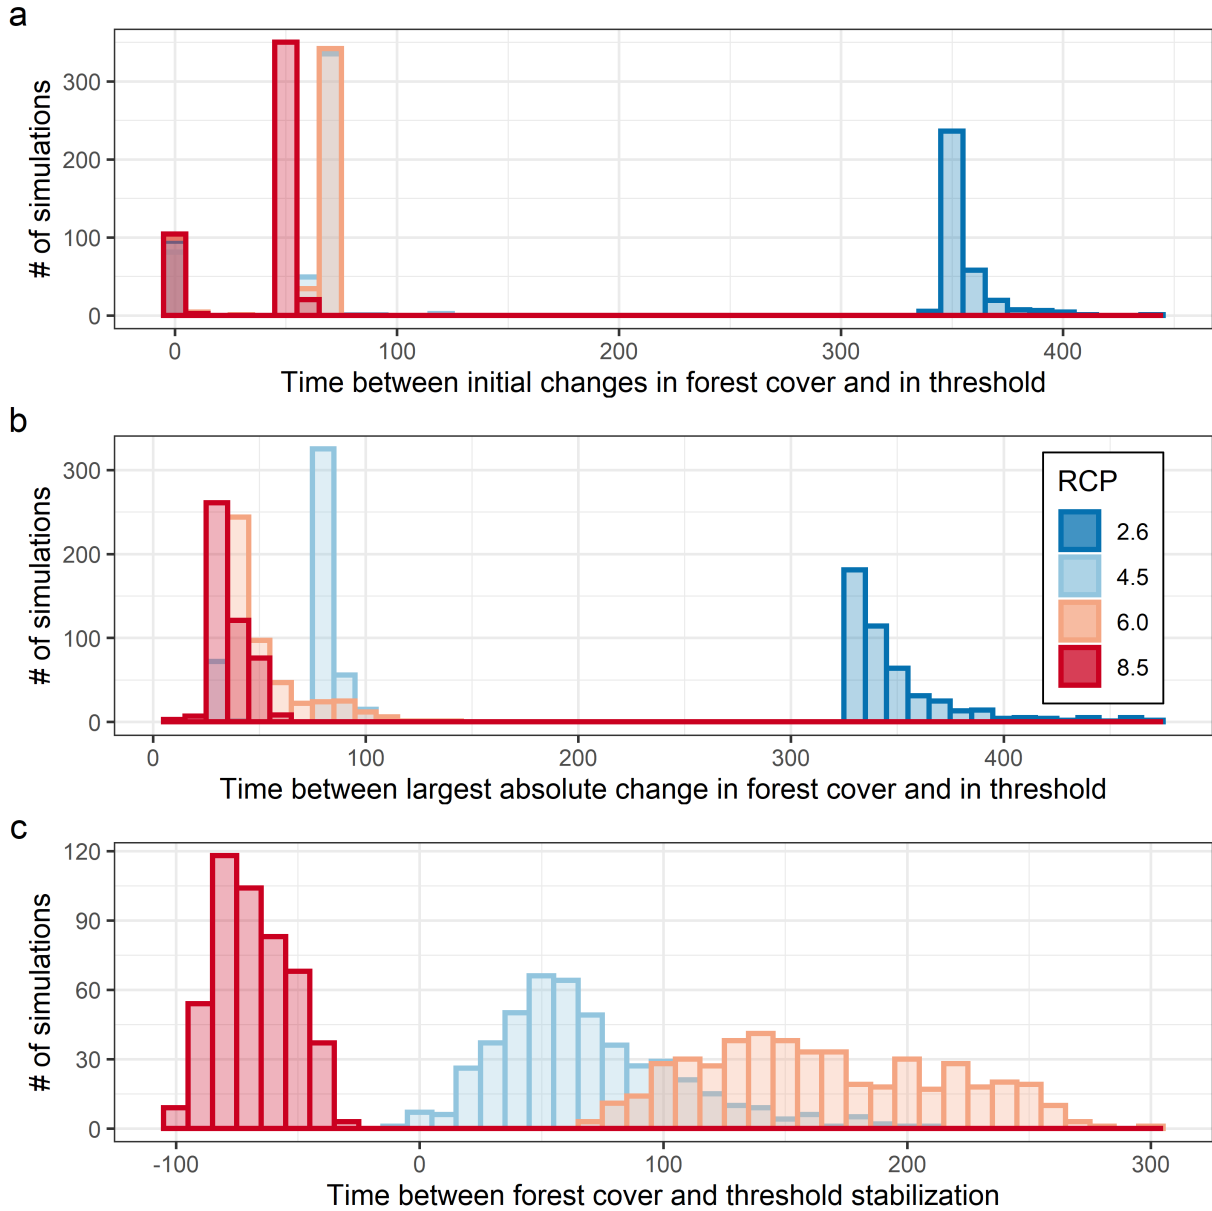 a
# of simulations
300
200
100
0
0 100 200 300 400
Time between initial changes in forest cover and in threshold
b
# of simulations
300
200
100
0
RCP
2.6
4.5
6.0
8.5
0 100 200 300 400
Time between largest absolute change in forest cover and in threshold
c
# of simulations
120
90
60
30
0
-100 0 100 200 300
Time between forest cover and threshold stabilization